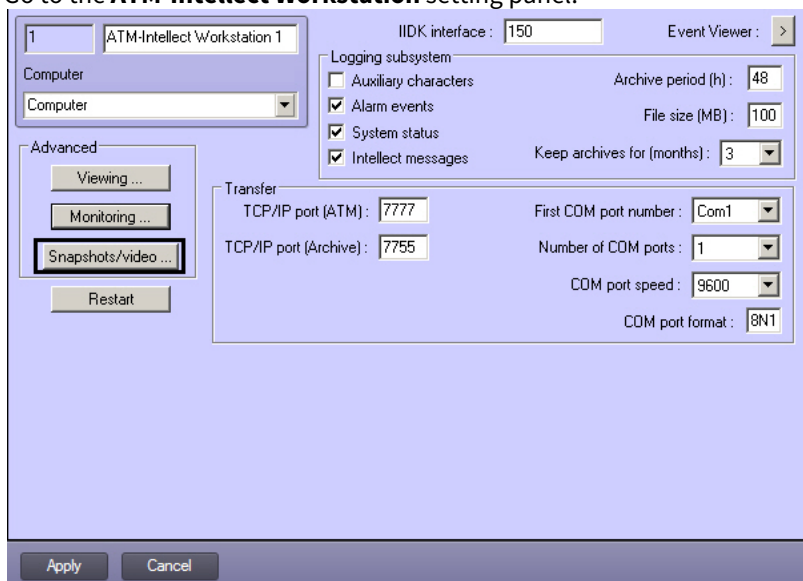 Go to the ATM-Intellect Workstation setting panel.
1 ATM-Intellect Workstation 1
Computer
Computer
Advanced
Viewing ...
Monitoring ...
Snapshots/video ...
Restart
IIDK interface : 150
Event Viewer : >
Logging subsystem
Auxiliary characters
Alarm events
System status
Intellect messages
Archive period (h) : 48
File size (MB) : 100
Keep archives for (months) : 3
Transfer
TCP/IP port (ATM) : 7777
TCP/IP port (Archive) : 7755
First COM port number : Com1
Number of COM ports : 1
COM port speed : 9600
COM port format : 8N1
Apply Cancel